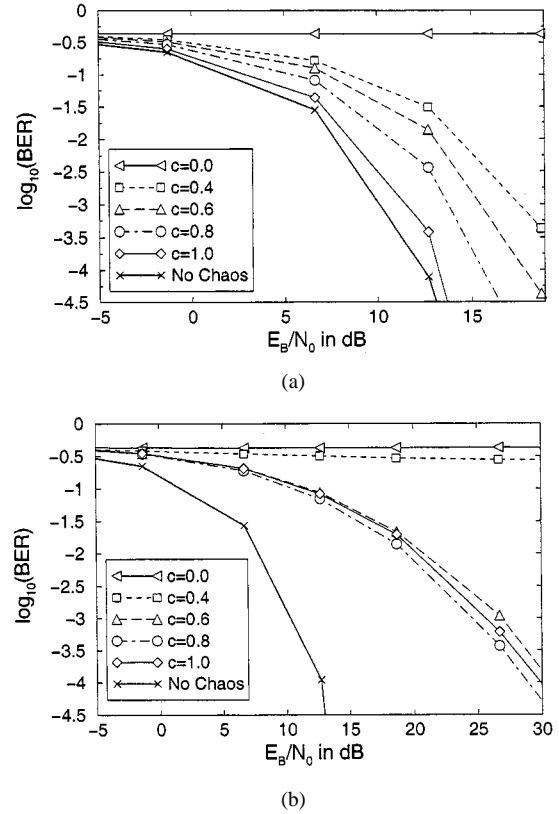 0
-0.5
-1
-1.5
-2
-2.5
-3
-3.5
-4
-4.5
log10(BER)
c=0.0
c=0.4
c=0.6
c=0.8
c=1.0
No Chaos
-5 0 5 10 15
EB/N0 in dB
(a)
0
-0.5
-1
-1.5
-2
-2.5
-3
-3.5
-4
-4.5
log10(BER)
c=0.0
c=0.4
c=0.6
c=0.8
c=1.0
No Chaos
-5 0 5 10 15 20 25 30
EB/N0 in dB
(b)